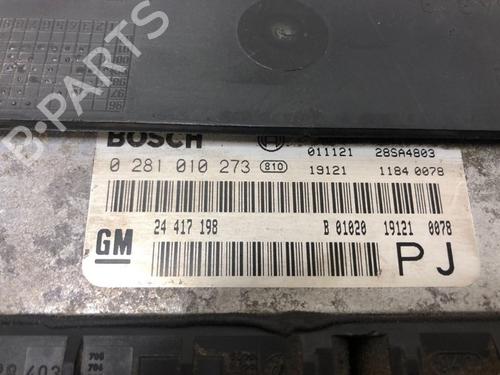 BOSCH
011121 28SA4803
0 281 010 273 810 19121 1184 0078
24 417 198 B 01020 19121 0078
GM
PJ
B-PARTS